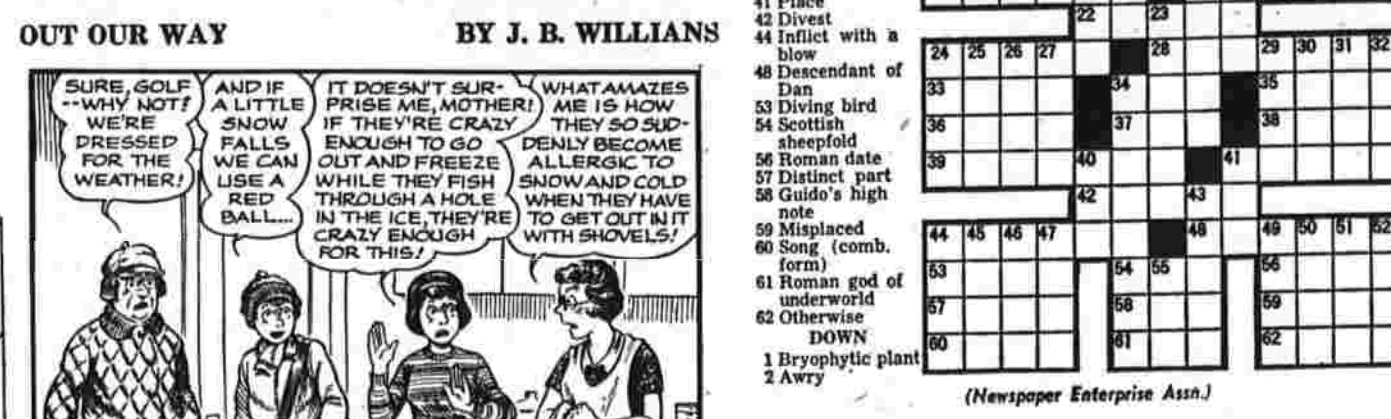 OUT OUR WAY
BY J. B. WILLIANS
SURE, GOLF
--WHY NOT?
WE'RE
DRESSED
FOR THE
WEATHER!
AND IF
A LITTLE
SNOW
FALLS
WE CAN
USE A
RED
BALL...
IT DOESN'T SUR-
PRISE ME, MOTHER!
IF THEY'RE CRAZY
ENOUGH TO GO
OUT AND FREEZE
WHILE THEY FISH
THROUGH A HOLE
IN THE ICE, THEY'RE
CRAZY ENOUGH
FOR THIS!
WHAT AMAZES
ME IS HOW
THEY SO SUD-
DENLY BECOME
ALLERGIC TO
SNOW AND COLD
WHEN THEY HAVE
TO GET OUT IN IT
WITH SHOVELS!
41 Place
42 Divest
44 Inflict with a
blow
48 Descendant of
Dan
53 Diving bird
54 Scottish
sheepfold
56 Roman date
57 Distinct part
58 Guido's high
note
59 Misplaced
60 Song (comb.
form)
61 Roman god of
underworld
62 Otherwise
DOWN
1 Bryophytic plant
2 Awry
22 23
24 25 26 27 28 29 30 31 32
33 34 35
36 37 38
39 40 41
42 43
44 45 46 47 48 49 50 51 52
53 54 55 56
57 58 59
60 61 62
(Newspaper Enterprise Assn.)